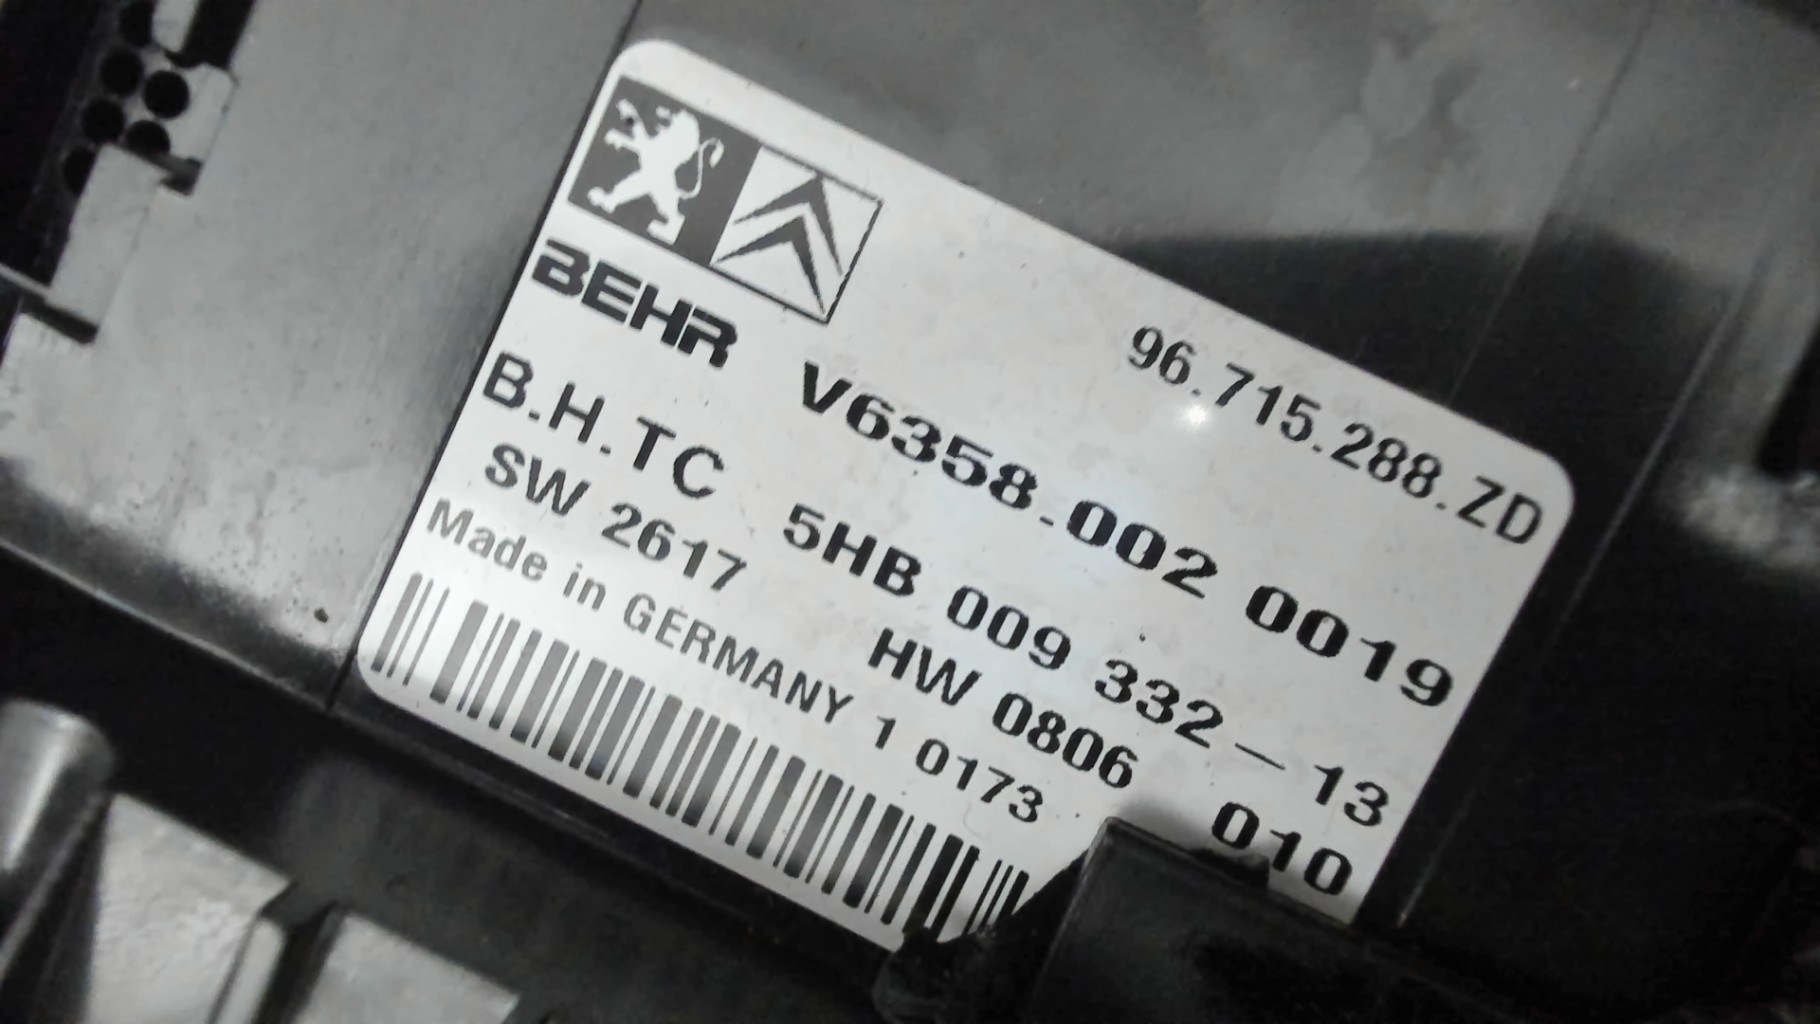 96.715.288.ZD
BEHR V6358.002 0019
B.H.TC 5HB 009 332-13
SW 2617 HW 0806 010
Made in GERMANY 1 0173